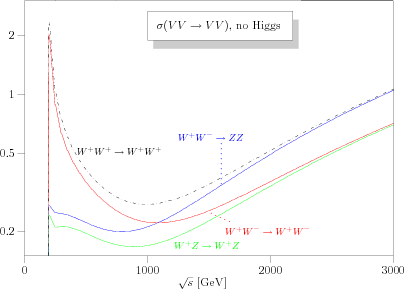 σ(VV → VV), no Higgs
2
1
0.5
0.2
W⁺W⁻ → ZZ
W⁺W⁺ → W⁺W⁺
W⁺W⁻ → W⁺W⁻
W⁺Z → W⁺Z
0 1000 2000 3000
√s [GeV]